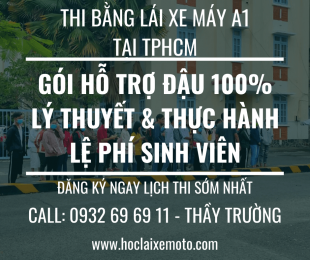 THI BẰNG LÁI XE MÁY A1
TẠI TPHCM
GÓI HỖ TRỢ ĐẬU 100%
LÝ THUYẾT & THỰC HÀNH
LỆ PHÍ SINH VIÊN
ĐĂNG KÝ NGAY LỊCH THI SỚM NHẤT
CALL: 0932 69 69 11 - THẦY TRƯỜNG
www.hoclaixemoto.com